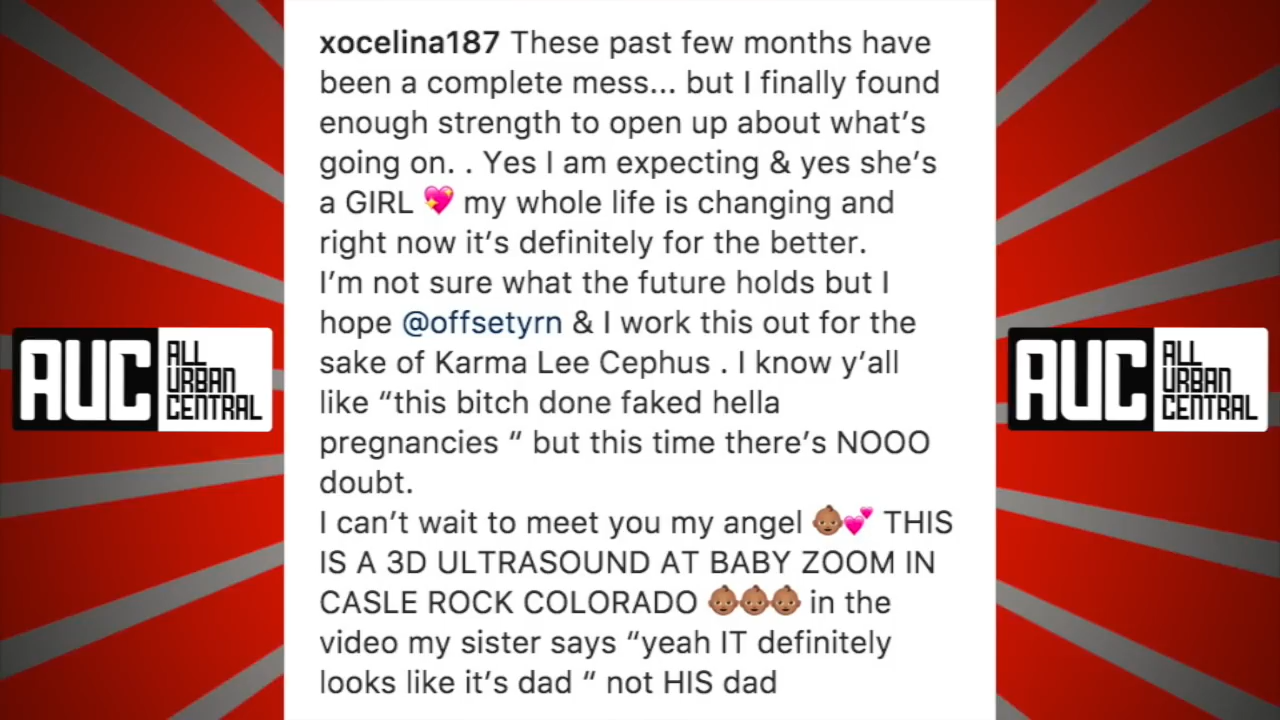 xocelina187 These past few months have
been a complete mess... but I finally found
enough strength to open up about what's
going on. . Yes I am expecting & yes she's
a GIRL 💖 my whole life is changing and
right now it's definitely for the better.
I'm not sure what the future holds but I
hope @offsetyrn & I work this out for the
sake of Karma Lee Cephus . I know y'all
like “this bitch done faked hella
pregnancies “ but this time there's NOOO
doubt.
I can't wait to meet you my angel 👶🏽💕 THIS
IS A 3D ULTRASOUND AT BABY ZOOM IN
CASLE ROCK COLORADO 👶🏽👶🏽👶🏽 in the
video my sister says “yeah IT definitely
looks like it's dad “ not HIS dad
AUC
ALL
URBAN
CENTRAL
AUC
ALL
URBAN
CENTRAL